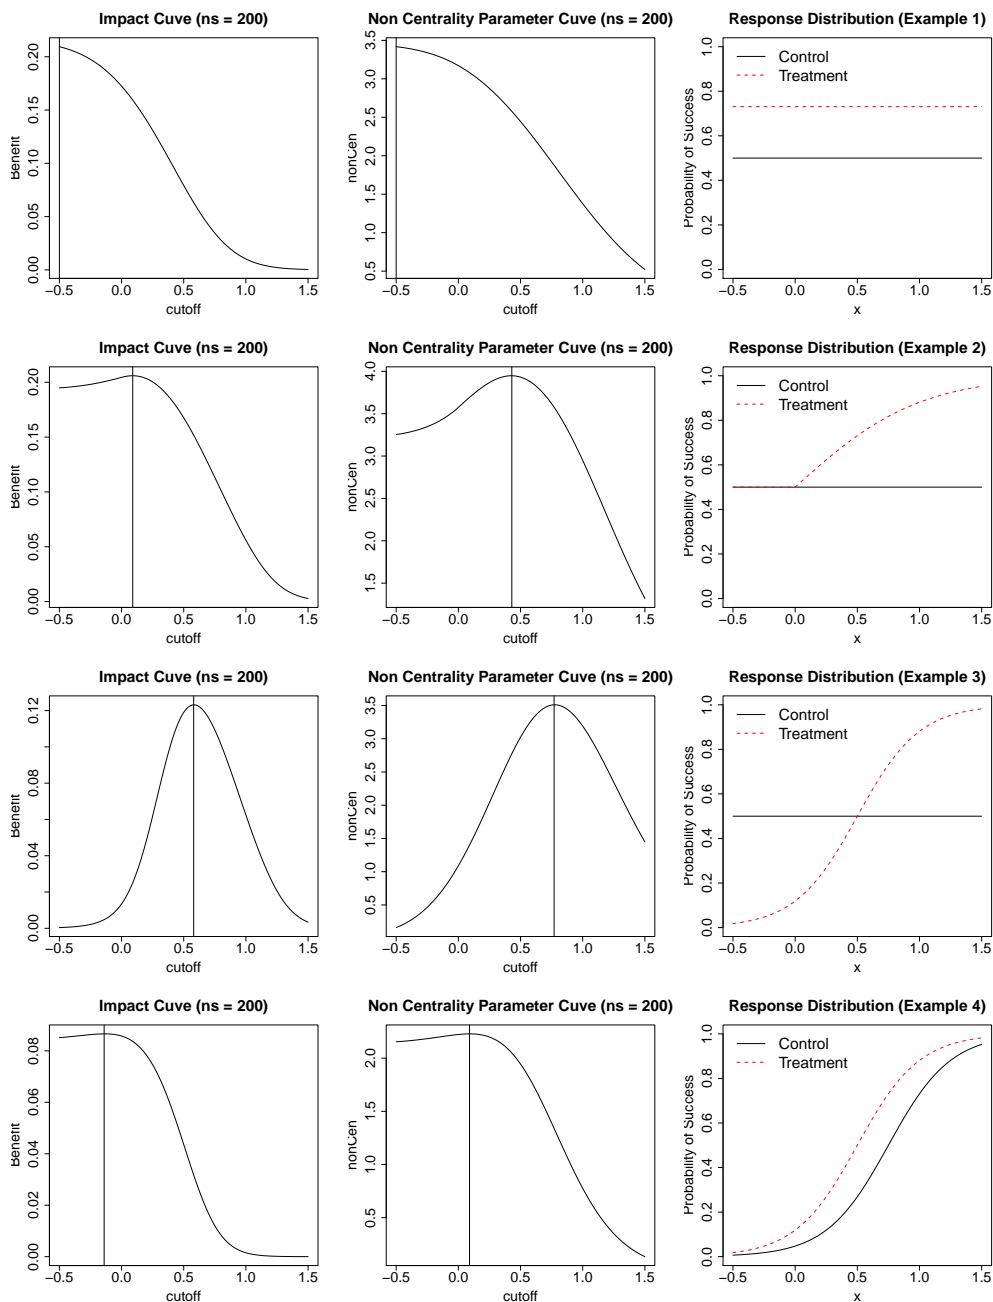 Impact Cuve (ns = 200)
Non Centrality Parameter Cuve (ns = 200)
Response Distribution (Example 1)
Benefit
0.00 0.05 0.10 0.15 0.20
−0.5 0.0 0.5 1.0 1.5
cutoff
nonCen
0.5 1.0 1.5 2.0 2.5 3.0 3.5
−0.5 0.0 0.5 1.0 1.5
cutoff
Probability of Success
0.0 0.2 0.4 0.6 0.8 1.0
Control
Treatment
−0.5 0.0 0.5 1.0 1.5
x
Impact Cuve (ns = 200)
Non Centrality Parameter Cuve (ns = 200)
Response Distribution (Example 2)
Benefit
0.00 0.05 0.10 0.15 0.20
−0.5 0.0 0.5 1.0 1.5
cutoff
nonCen
1.5 2.0 2.5 3.0 3.5 4.0
−0.5 0.0 0.5 1.0 1.5
cutoff
Probability of Success
0.0 0.2 0.4 0.6 0.8 1.0
Control
Treatment
−0.5 0.0 0.5 1.0 1.5
x
Impact Cuve (ns = 200)
Non Centrality Parameter Cuve (ns = 200)
Response Distribution (Example 3)
Benefit
0.00 0.04 0.08 0.12
−0.5 0.0 0.5 1.0 1.5
cutoff
nonCen
0.5 1.0 1.5 2.0 2.5 3.0 3.5
−0.5 0.0 0.5 1.0 1.5
cutoff
Probability of Success
0.0 0.2 0.4 0.6 0.8 1.0
Control
Treatment
−0.5 0.0 0.5 1.0 1.5
x
Impact Cuve (ns = 200)
Non Centrality Parameter Cuve (ns = 200)
Response Distribution (Example 4)
Benefit
0.00 0.02 0.04 0.06 0.08
−0.5 0.0 0.5 1.0 1.5
cutoff
nonCen
0.5 1.0 1.5 2.0
−0.5 0.0 0.5 1.0 1.5
cutoff
Probability of Success
0.0 0.2 0.4 0.6 0.8 1.0
Control
Treatment
−0.5 0.0 0.5 1.0 1.5
x